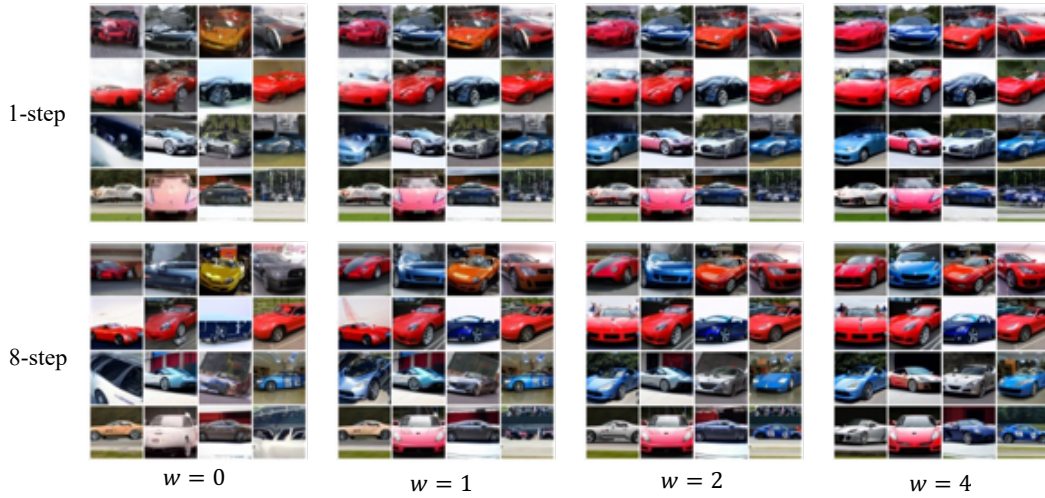 1-step
8-step
w = 0
w = 1
w = 2
w = 4